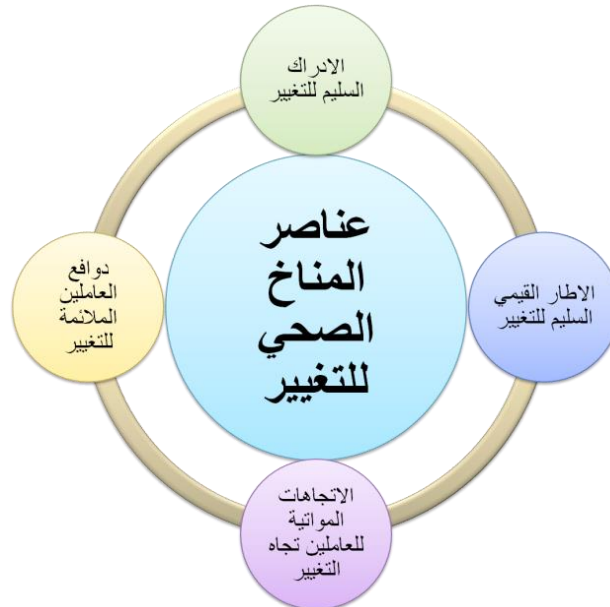 الادراك
السليم للتغيير
عناصر
المناخ
الصحي
للتغيير
الاطار القيمي
السليم للتغيير
الاتجاهات
المواتية
للعاملين تجاه
التغيير
دوافع
العاملين
الملائمة
للتغيير